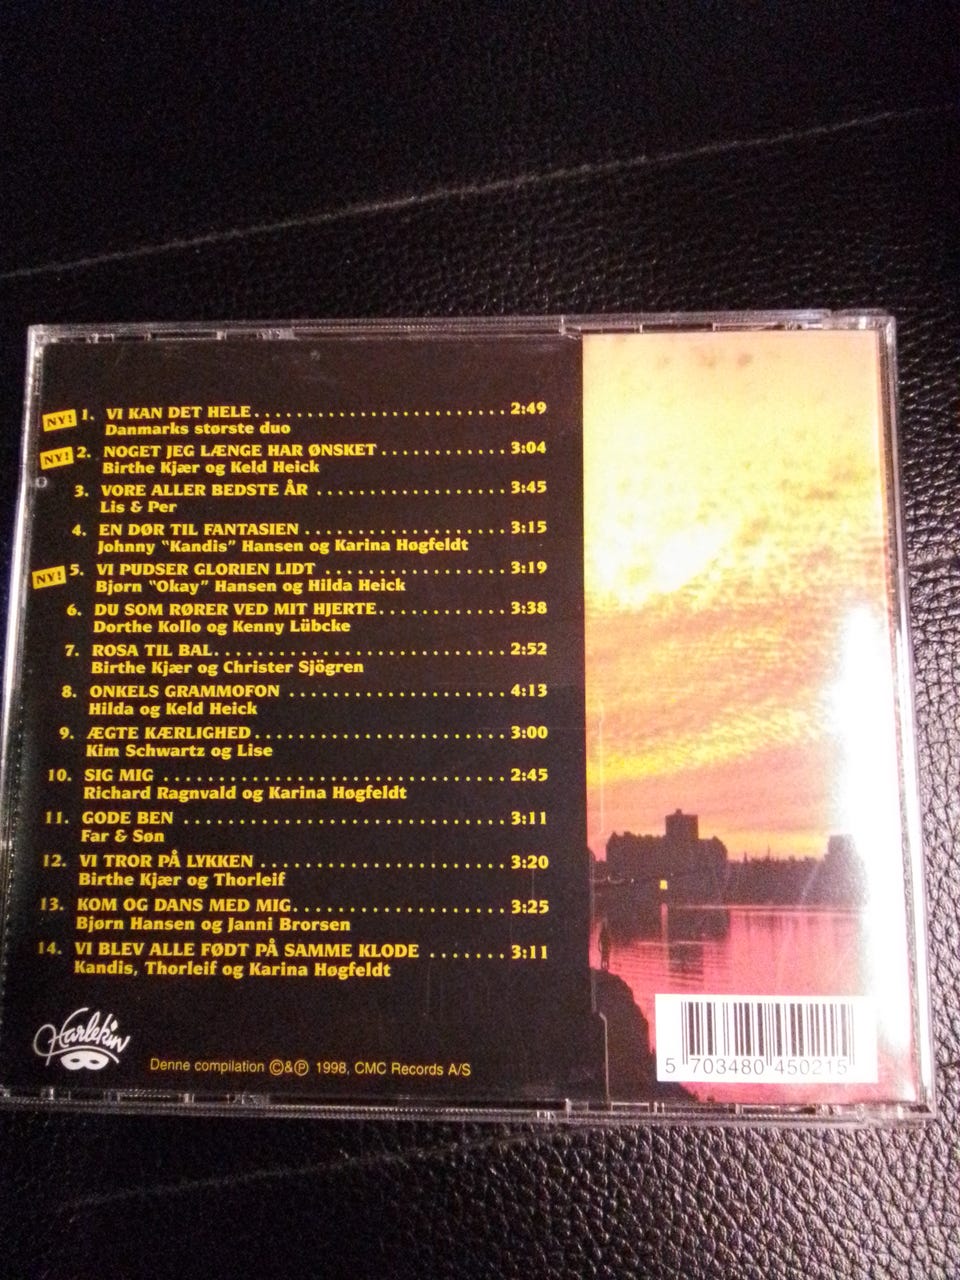 NY! 1. VI KAN DET HELE........................2:49
Danmarks største duo
NY! 2. NOGET JEG LÆNGE HAR ØNSKET............3:04
Birthe Kjær og Keld Heick
3. VORE ALLER BEDSTE ÅR ..................3:45
Lis & Per
4. EN DØR TIL FANTASIEN ...................3:15
Johnny "Kandis" Hansen og Karina Høgfeldt
NY! 5. VI PUDSER GLORIEN LIDT .................3:19
Bjørn "Okay" Hansen og Hilda Heick
6. DU SOM RØRER VED MIT HJERTE............3:38
Dorthe Kollo og Kenny Lübcke
7. ROSA TIL BAL...........................2:52
Birthe Kjær og Christer Sjögren
8. ONKELS GRAMMOFON ....................4:13
Hilda og Keld Heick
9. ÆGTE KÆRLIGHED .......................3:00
Kim Schwartz og Lise
10. SIG MIG ...............................2:45
Richard Ragnvald og Karina Høgfeldt
11. GODE BEN .............................3:11
Far & Søn
12. VI TROR PÅ LYKKEN ......................3:20
Birthe Kjær og Thorleif
13. KOM OG DANS MED MIG...................3:25
Bjørn Hansen og Janni Brorsen
14. VI BLEV ALLE FØDT PÅ SAMME KLODE .......3:11
Kandis, Thorleif og Karina Høgfeldt
Harlekin
Denne compilation ©&℗ 1998, CMC Records A/S
5 703480 450215